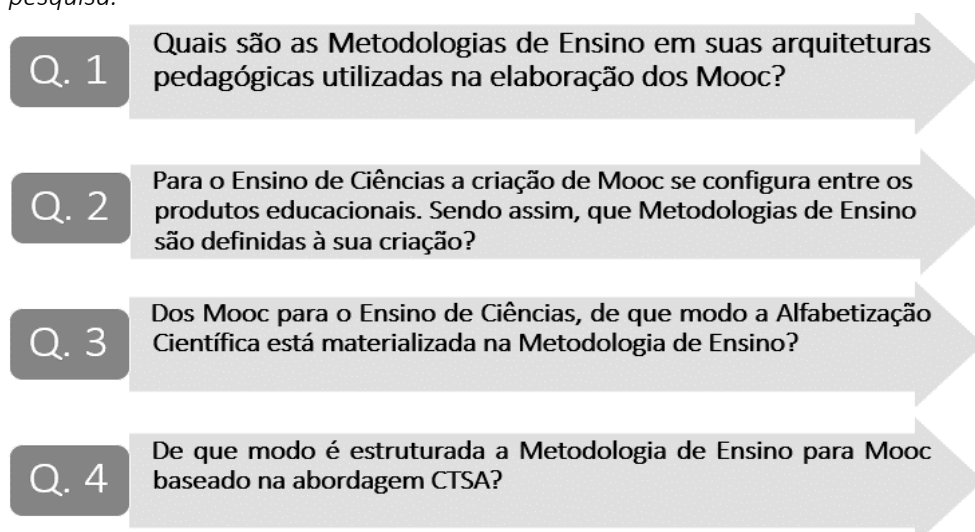 pesquisa.
Q. 1
Quais são as Metodologias de Ensino em suas arquiteturas
pedagógicas utilizadas na elaboração dos Mooc?
Q. 2
Para o Ensino de Ciências a criação de Mooc se configura entre os
produtos educacionais. Sendo assim, que Metodologias de Ensino
são definidas à sua criação?
Q. 3
Dos Mooc para o Ensino de Ciências, de que modo a Alfabetização
Científica está materializada na Metodologia de Ensino?
Q. 4
De que modo é estruturada a Metodologia de Ensino para Mooc
baseado na abordagem CTSA?